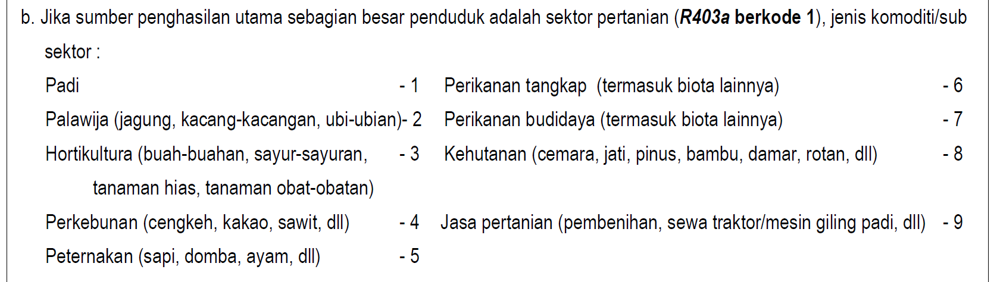 b. Jika sumber penghasilan utama sebagian besar penduduk adalah sektor pertanian (R403a berkode 1), jenis komoditi/sub
sektor :
Padi - 1 Perikanan tangkap (termasuk biota lainnya) - 6
Palawija (jagung, kacang-kacangan, ubi-ubian)- 2 Perikanan budidaya (termasuk biota lainnya) - 7
Hortikultura (buah-buahan, sayur-sayuran, - 3 Kehutanan (cemara, jati, pinus, bambu, damar, rotan, dll) - 8
tanaman hias, tanaman obat-obatan)
Perkebunan (cengkeh, kakao, sawit, dll) - 4 Jasa pertanian (pembenihan, sewa traktor/mesin giling padi, dll) - 9
Peternakan (sapi, domba, ayam, dll) - 5